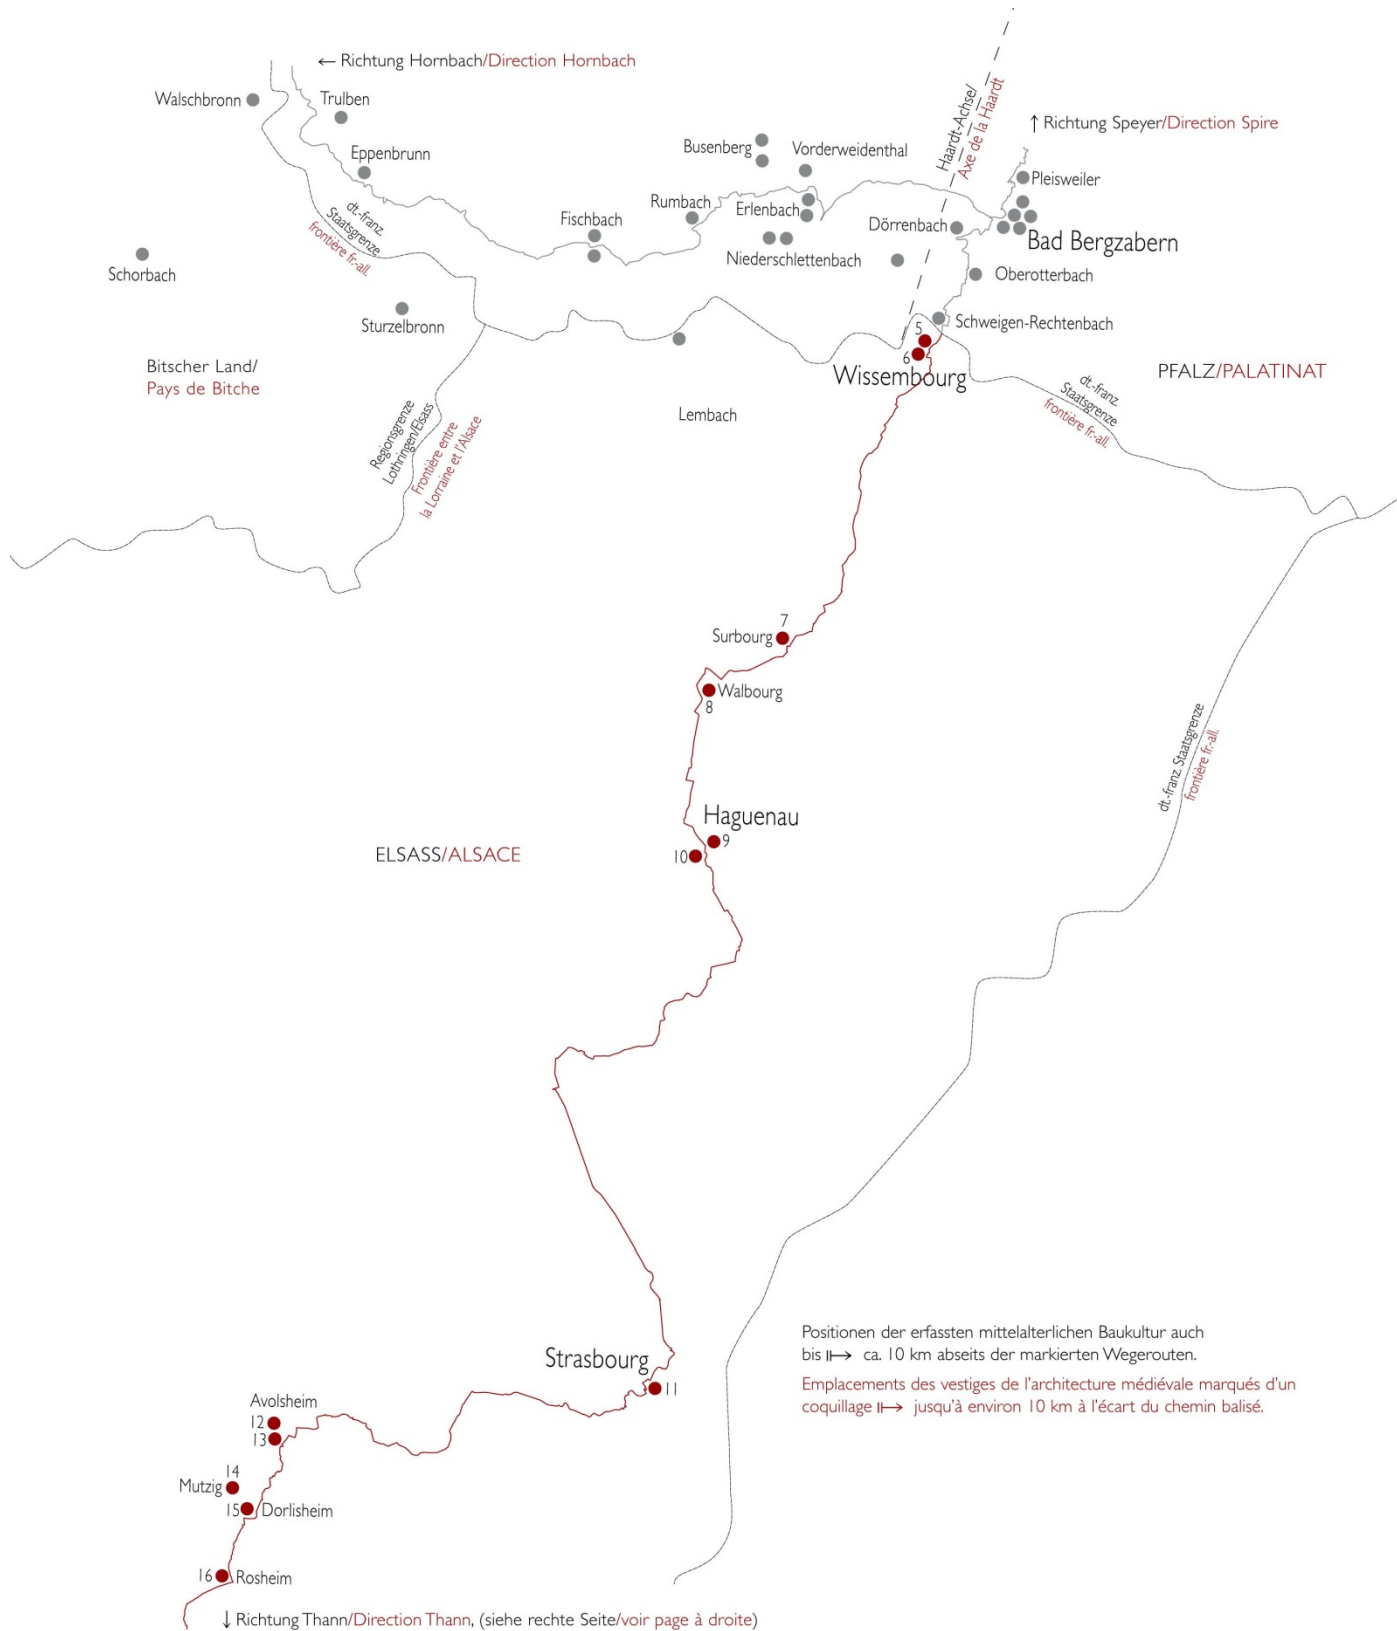 ← Richtung Hornbach/Direction Hornbach
Walschbronn
Trulben
Haardt-Achse/
Axe de la Haardt
↑ Richtung Speyer/Direction Spire
Busenberg
Vorderweidenthal
Eppenbrunn
Pleisweiler
Rumbach
Erlenbach
Fischbach
dt.-franz
Staatsgrenze
frontière fr.-all.
Dörrenbach
Bad Bergzabern
Schorbach
Niederschlettenbach
Oberotterbach
Sturzelbronn
Schweigen-Rechtenbach
5
6
Wissembourg
Bitscher Land/
Pays de Bitche
PFALZ/PALATINAT
dt.-franz
Staatsgrenze
frontière fr.-all.
Lembach
Regionsgrenze
Lothringen/Elsass
Frontière entre
la Lorraine et l'Alsace
7
Surbourg
Walbourg
8
dt.-franz Staatsgrenze
frontière fr.-all.
Haguenau
9
10
ELSASS/ALSACE
Positionen der erfassten mittelalterlichen Baukultur auch
bis ⊪→ ca. 10 km abseits der markierten Wegerouten.
Emplacements des vestiges de l'architecture médiévale marqués d'un
coquillage ⊪→ jusqu'à environ 10 km à l'écart du chemin balisé.
Strasbourg
11
Avolsheim
12
13
14
Mutzig
15 Dorlisheim
16 Rosheim
↓ Richtung Thann/Direction Thann, (siehe rechte Seite/voir page à droite)